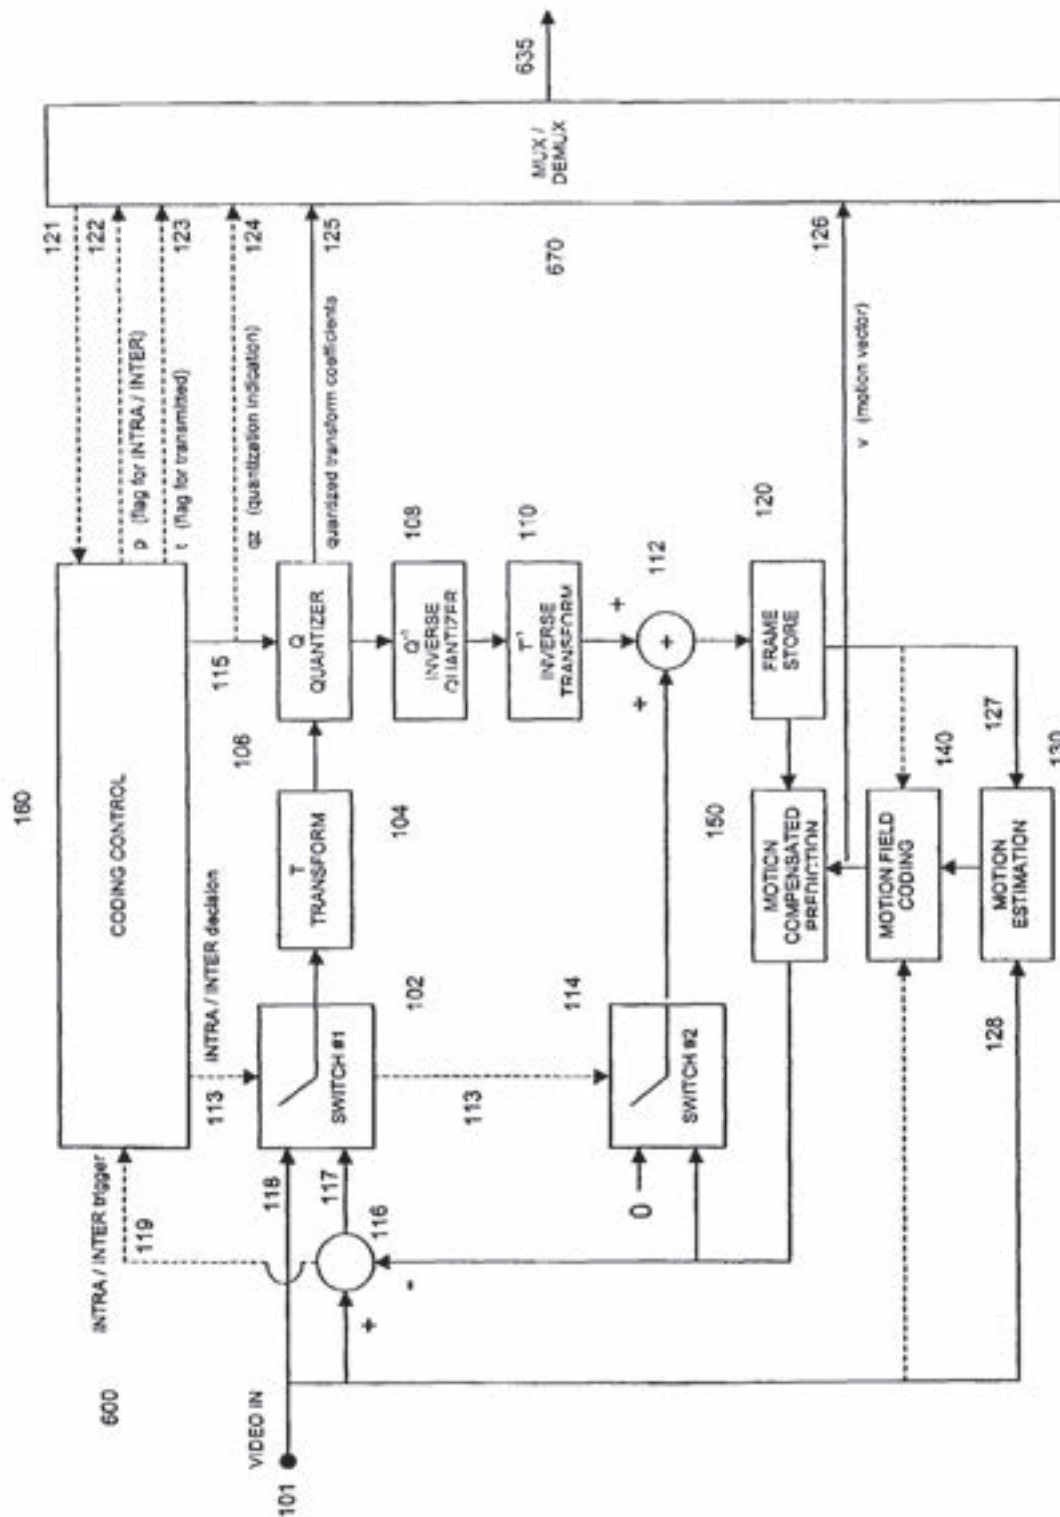 600
INTRA / INTER trigger
119
160
CODING CONTROL
121
122
p (flag for INTRA / INTER)
t (flag for transmitted)
123
113
INTRA / INTER decision
115
qz (quantization indication)
124
VIDEO IN
101
118
117
116
+
-
SWITCH #1
102
T
TRANSFORM
104
106
Q
QUANTIZER
quantized transform coefficients
125
Q⁻¹
INVERSE
QUANTIZER
108
T⁻¹
INVERSE
TRANSFORM
110
113
114
0
SWITCH #2
+
+
+
112
670
MUX /
DEMUX
635
FRAME
STORE
120
150
MOTION
COMPENSATED
PREDICTION
v (motion vector)
126
MOTION FIELD
CODING
140
127
128
MOTION
ESTIMATION
130